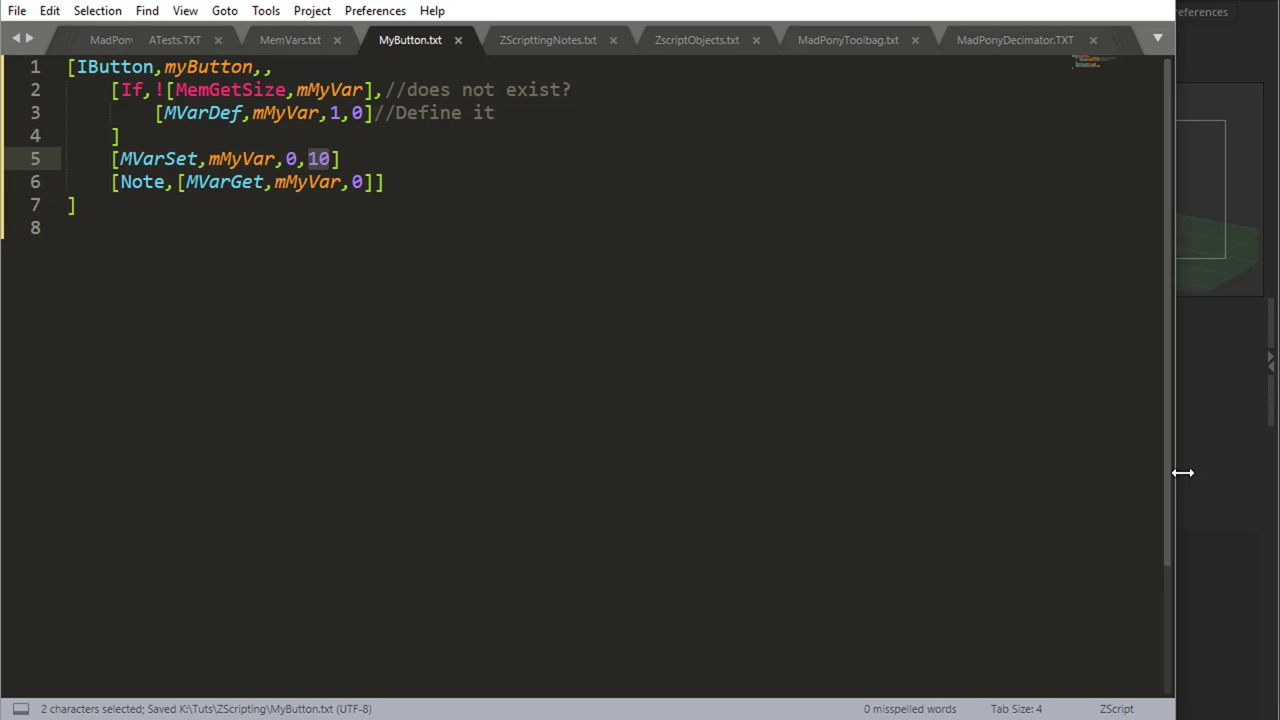 File Edit Selection Find View Goto Tools Project Preferences Help
references
MadPon ATests.TXT MemVars.txt MyButton.txt ZScripttingNotes.txt ZscriptObjects.txt MadPonyToolbag.txt MadPonyDecimator.TXT
1 [IButton,myButton,,
2 [If,![MemGetSize,mMyVar],//does not exist?
3 [MVarDef,mMyVar,1,0]//Define it
4 ]
5 [MVarSet,mMyVar,0,10]
6 [Note,[MVarGet,mMyVar,0]]
7 ]
8
2 characters selected; Saved K:\Tuts\ZScripting\MyButton.txt (UTF-8) 0 misspelled words Tab Size: 4 ZScript